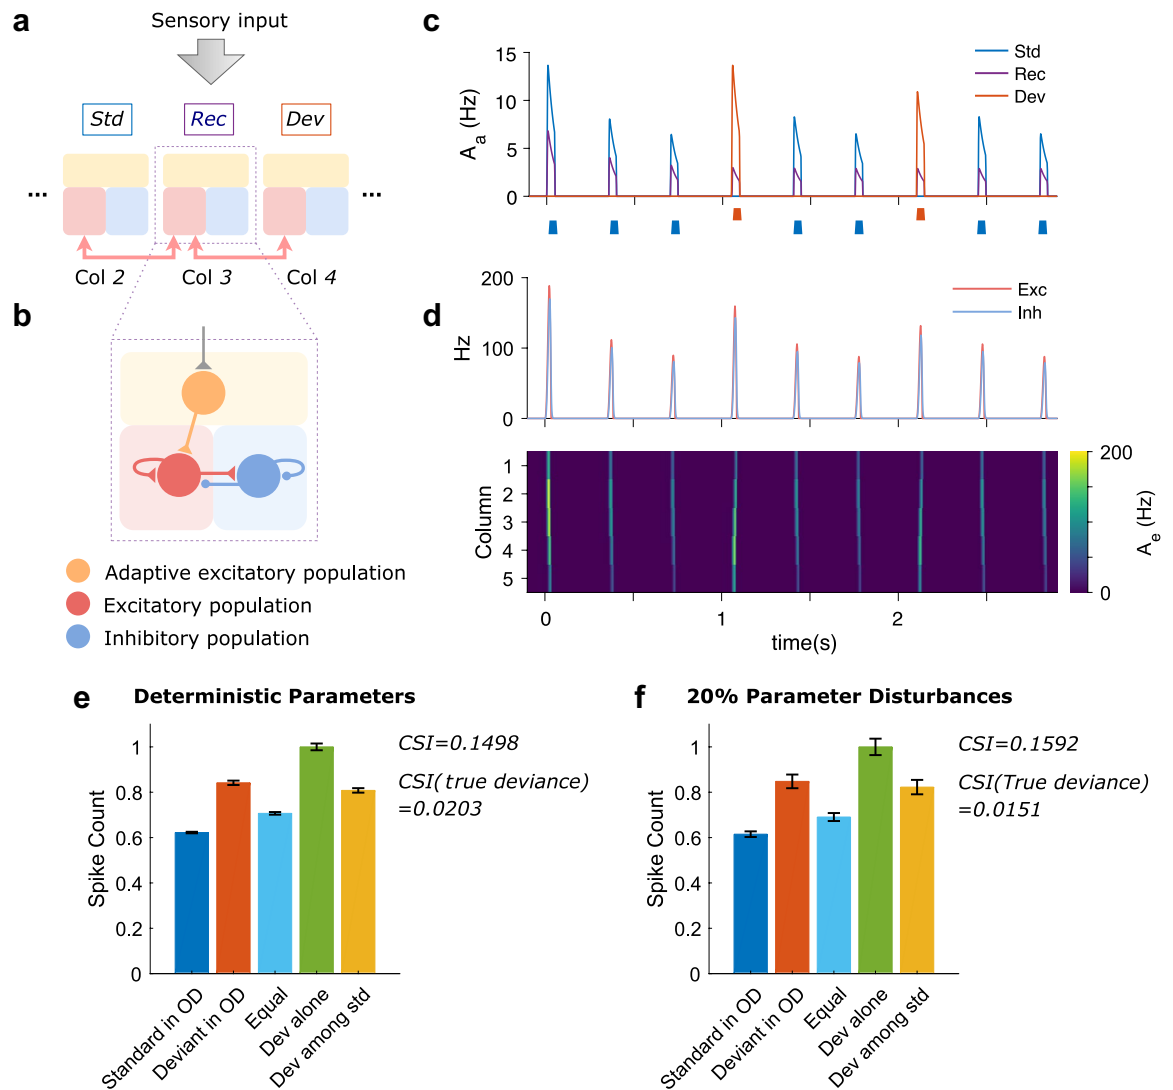 a
Sensory input
Std
Rec
Dev
...
...
Col 2
Col 3
Col 4
b
Adaptive excitatory population
Excitatory population
Inhibitory population
c
Std
Rec
Dev
A_a (Hz)
15
10
5
0
d
Exc
Inh
Hz
200
100
0
Column
1
2
3
4
5
0
1
2
time(s)
200
0
A_e (Hz)
e
Deterministic Parameters
CSI=0.1498
CSI(true deviance)
=0.0203
Spike Count
1
0.8
0.6
0.4
0.2
0
Standard in OD
Deviant in OD
Equal
Dev alone
Dev among std
f
20% Parameter Disturbances
CSI=0.1592
CSI(True deviance)
=0.0151
Spike Count
1
0.8
0.6
0.4
0.2
0
Standard in OD
Deviant in OD
Equal
Dev alone
Dev among std